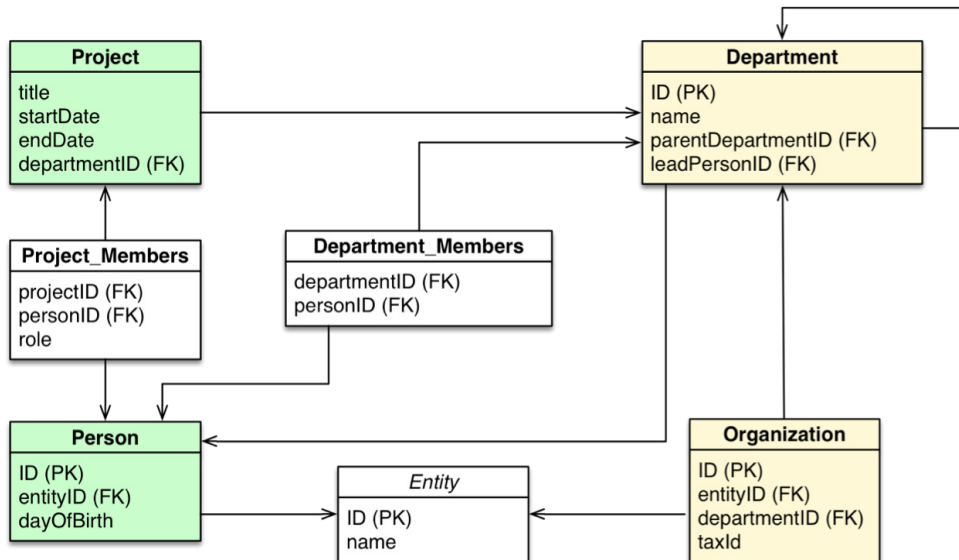 Project
title
startDate
endDate
departmentID (FK)
Department
ID (PK)
name
parentDepartmentID (FK)
leadPersonID (FK)
Project_Members
projectID (FK)
personID (FK)
role
Department_Members
departmentID (FK)
personID (FK)
Person
ID (PK)
entityID (FK)
dayOfBirth
Entity
ID (PK)
name
Organization
ID (PK)
entityID (FK)
departmentID (FK)
taxId